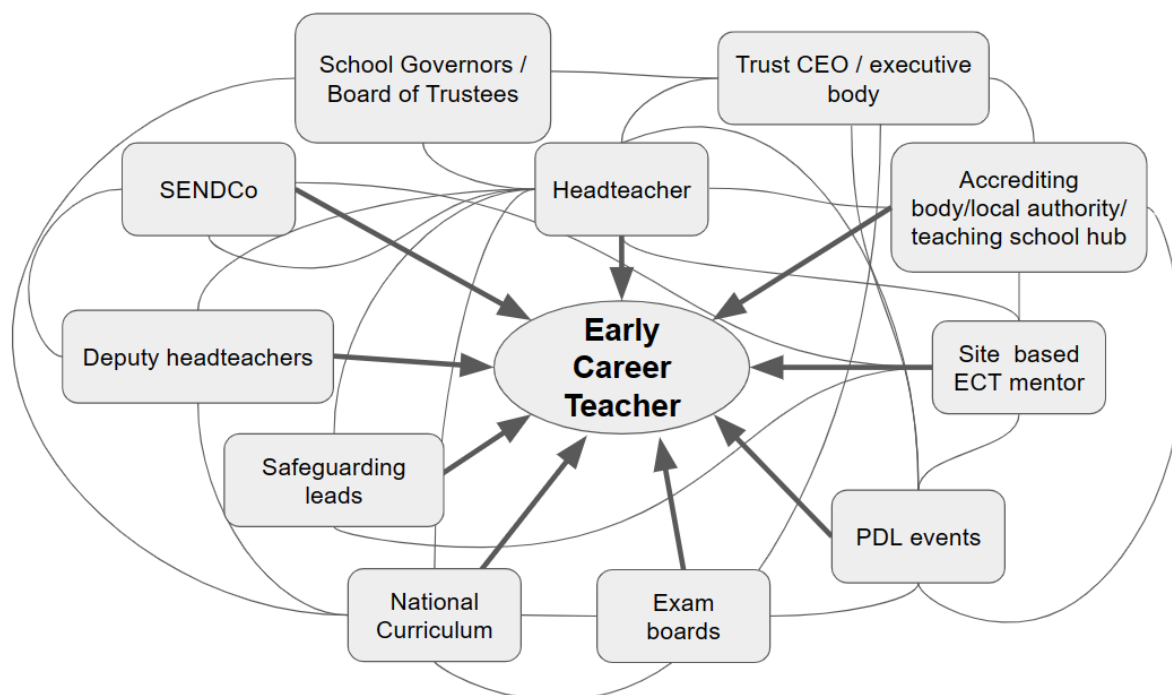 School Governors /
Board of Trustees
Trust CEO / executive
body
SENDCo
Headteacher
Accrediting
body/local authority/
teaching school hub
Early
Career
Teacher
Deputy headteachers
Site based
ECT mentor
Safeguarding
leads
PDL events
National
Curriculum
Exam
boards